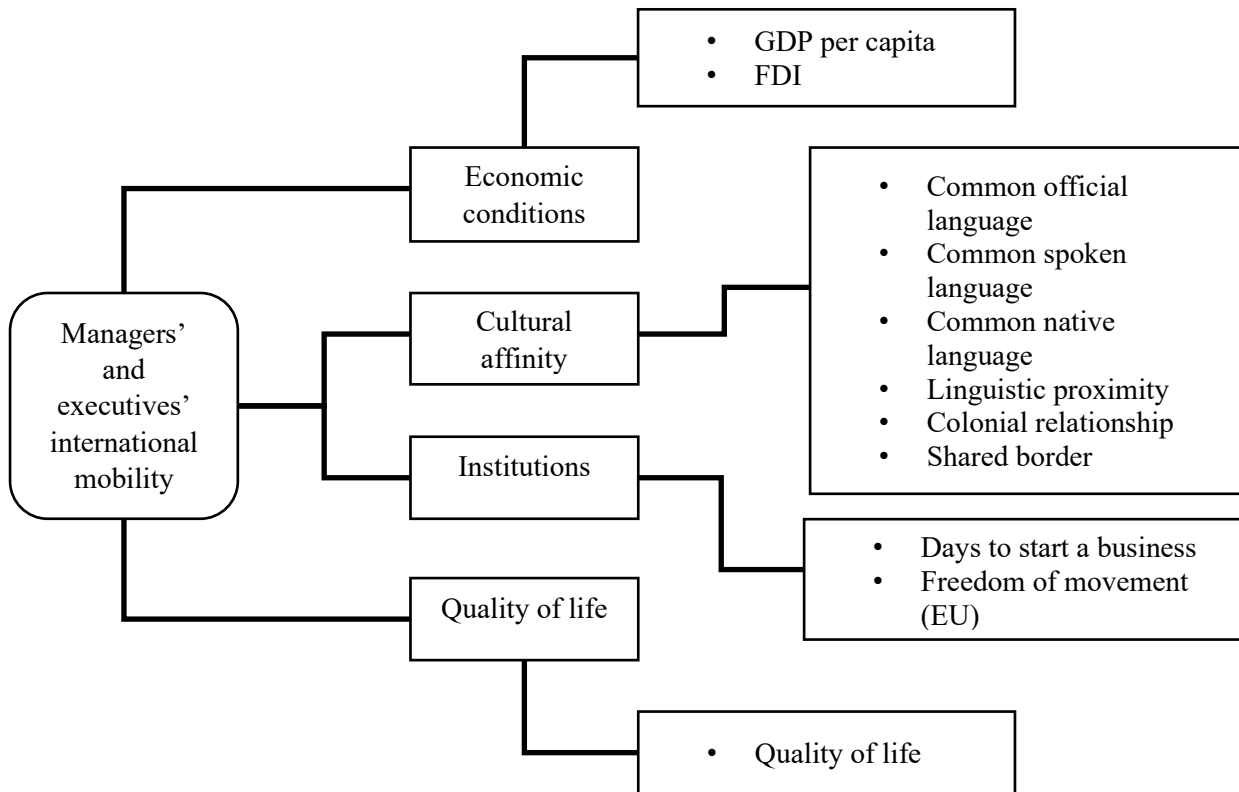 • GDP per capita
• FDI
Economic
conditions
• Common official
language
• Common spoken
language
• Common native
language
• Linguistic proximity
• Colonial relationship
• Shared border
Managers’
and
executives’
international
mobility
Cultural
affinity
Institutions
• Days to start a business
• Freedom of movement
(EU)
Quality of life
• Quality of life